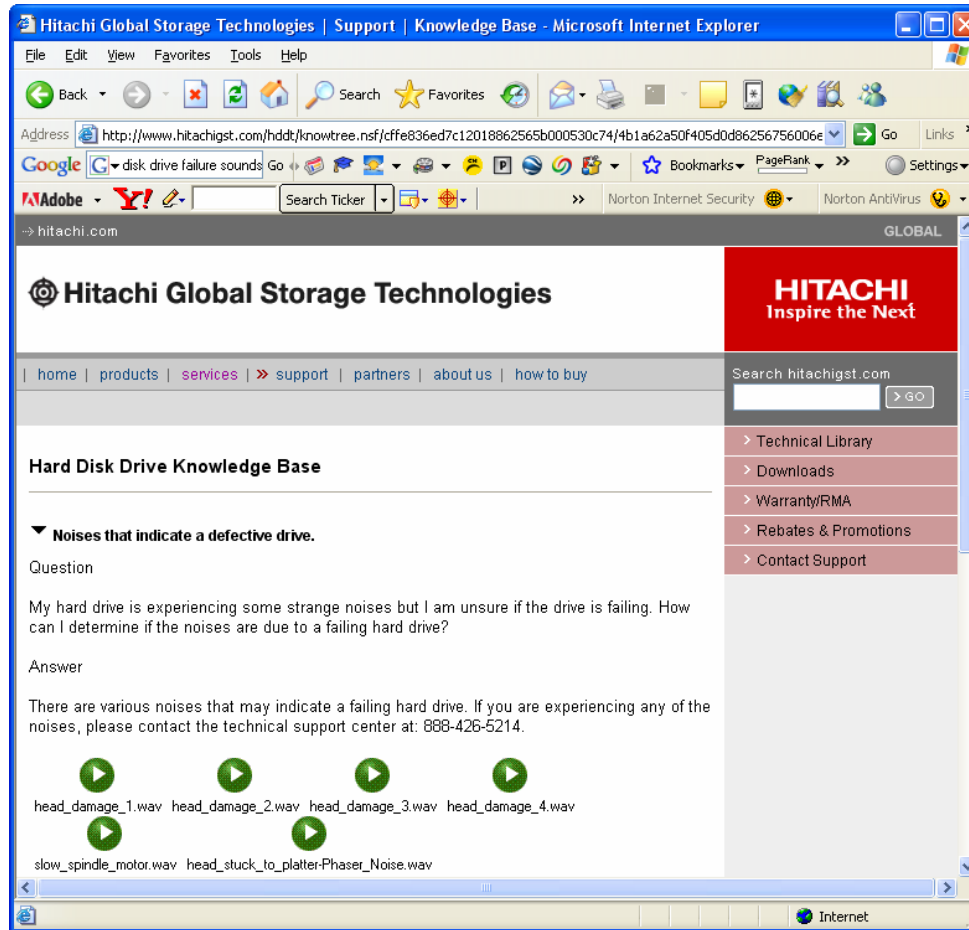 Hitachi Global Storage Technologies | Support | Knowledge Base - Microsoft Internet Explorer
File Edit View Favorites Tools Help
Back Search Favorites
Address http://www.hitachigst.com/hddt/knowtree.nsf/cffe836ed7c12018862565b000530c74/4b1a62a50f405d0d86256756006e Go Links »
Google G disk drive failure sounds Go Bookmarks PageRank » Settings
Adobe Y! Search Ticker » Norton Internet Security Norton AntiVirus
hitachi.com GLOBAL
Hitachi Global Storage Technologies
HITACHI
Inspire the Next
| home | products | services | » support | partners | about us | how to buy
Search hitachigst.com
> GO
> Technical Library
> Downloads
> Warranty/RMA
> Rebates & Promotions
> Contact Support
Hard Disk Drive Knowledge Base
Noises that indicate a defective drive.
Question
My hard drive is experiencing some strange noises but I am unsure if the drive is failing. How
can I determine if the noises are due to a failing hard drive?
Answer
There are various noises that may indicate a failing hard drive. If you are experiencing any of the
noises, please contact the technical support center at: 888-426-5214.
head_damage_1.wav head_damage_2.wav head_damage_3.wav head_damage_4.wav
slow_spindle_motor.wav head_stuck_to_platter-Phaser_Noise.wav
Internet